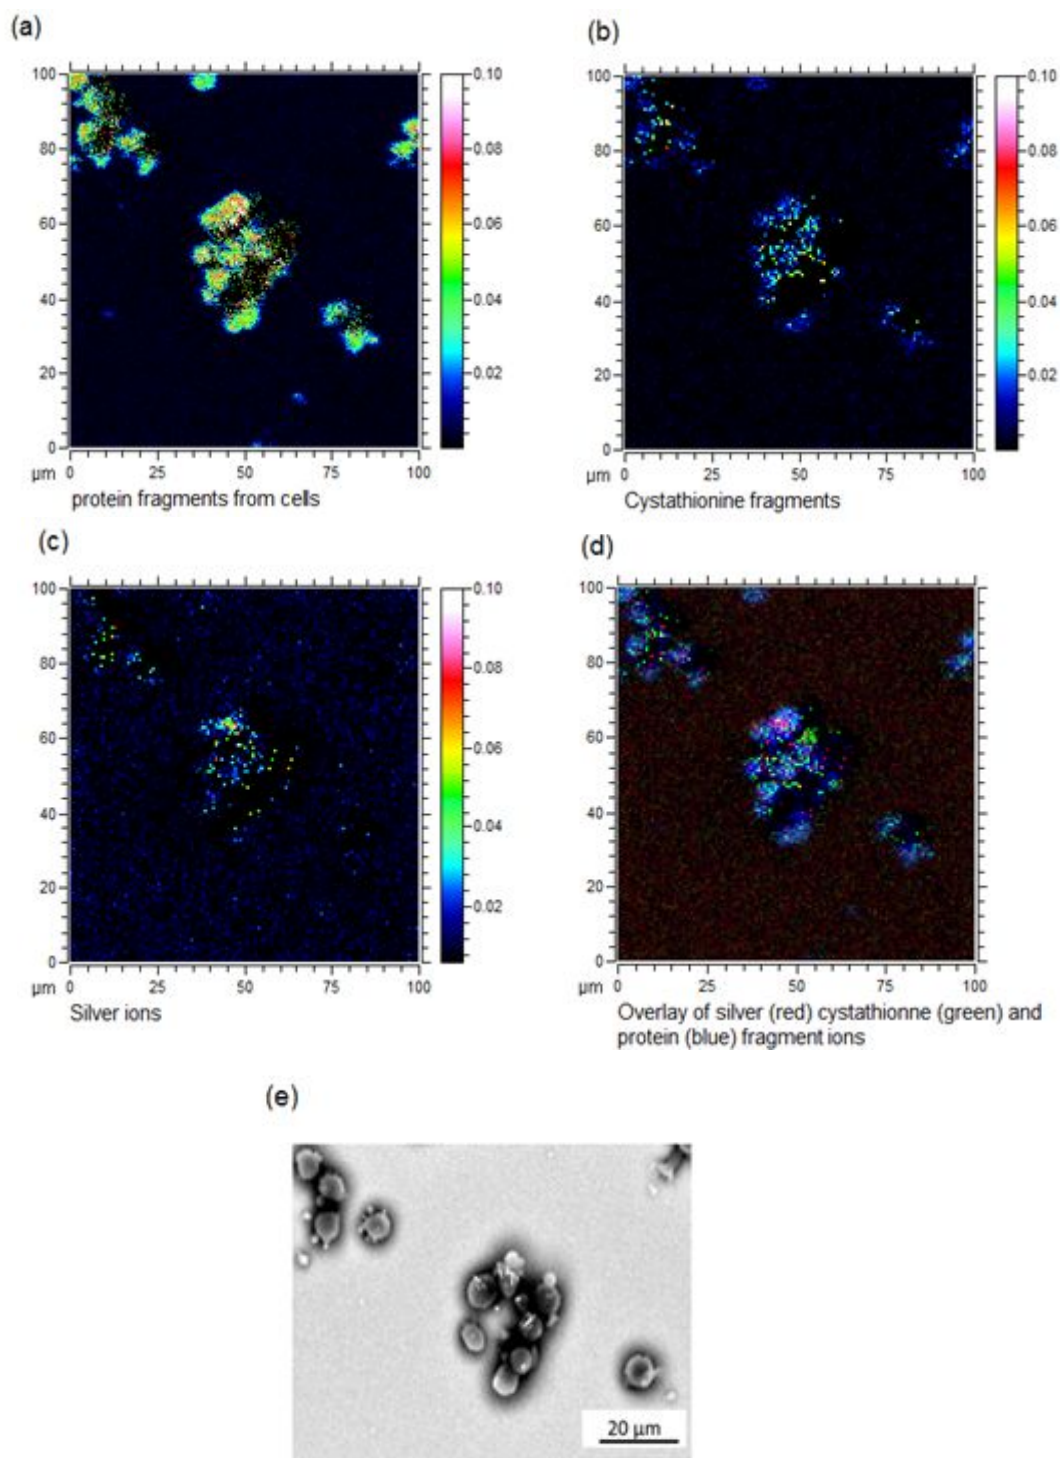 (a)
(b)
100
80
60
40
20
0
µm
0 25 50 75 100
0.10
0.08
0.06
0.04
0.02
protein fragments from cells
100
80
60
40
20
0
µm
0 25 50 75 100
0.10
0.08
0.06
0.04
0.02
Cystathionine fragments
(c)
(d)
100
80
60
40
20
0
µm
0 25 50 75 100
0.10
0.08
0.06
0.04
0.02
Silver ions
100
80
60
40
20
0
µm
0 25 50 75 100
Overlay of silver (red) cystathionne (green) and
protein (blue) fragment ions
(e)
20 µm